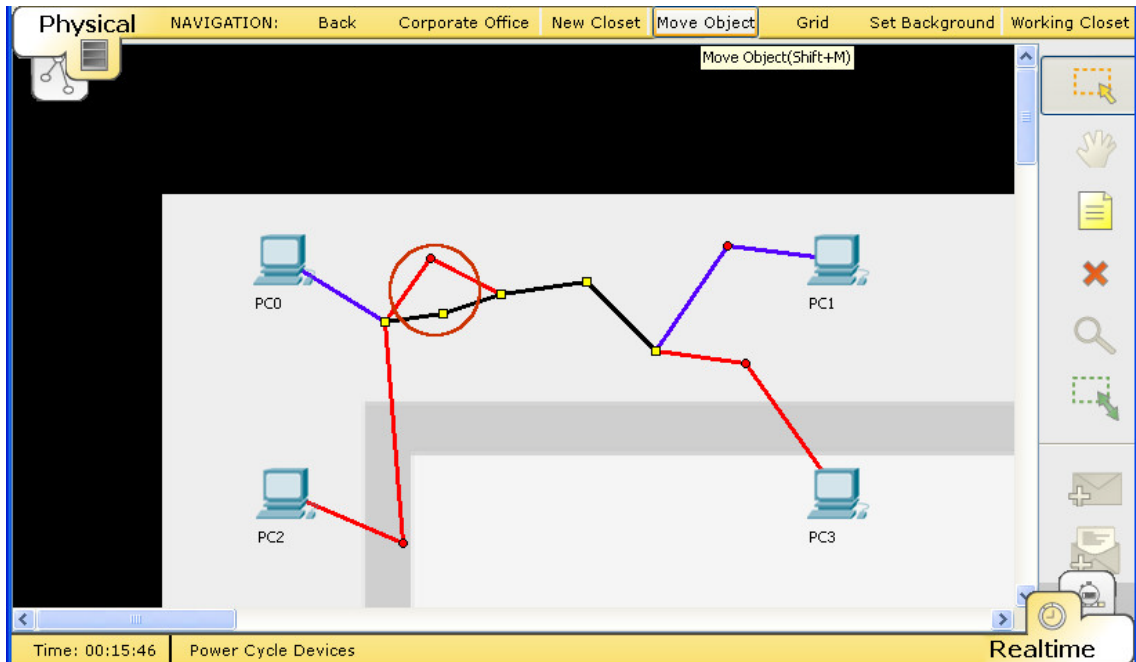 Physical NAVIGATION: Back Corporate Office New Closet Move Object Grid Set Background Working Closet
Move Object(Shift+M)
PC0 PC1
PC2 PC3
Time: 00:15:46 Power Cycle Devices Realtime